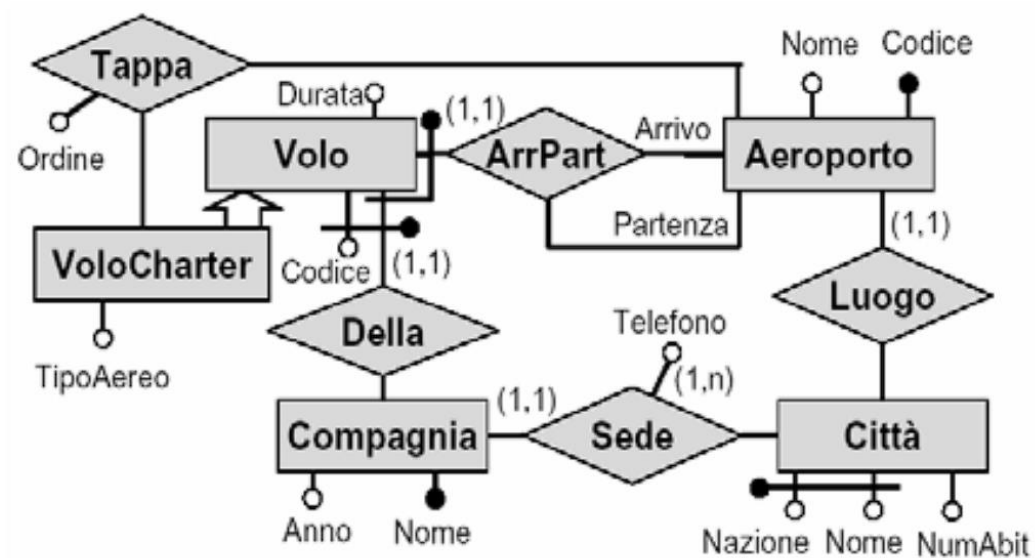 Tappa
Nome
Codice
Durata
(1,1)
Arrivo
Ordine
Volo
ArrPart
Aeroporto
Partenza
VoloCharter
Codice
(1,1)
(1,1)
Luogo
Della
Telefono
TipoAereo
(1,n)
(1,1)
Compagnia
Sede
Città
Anno
Nome
Nazione
Nome
NumAbit